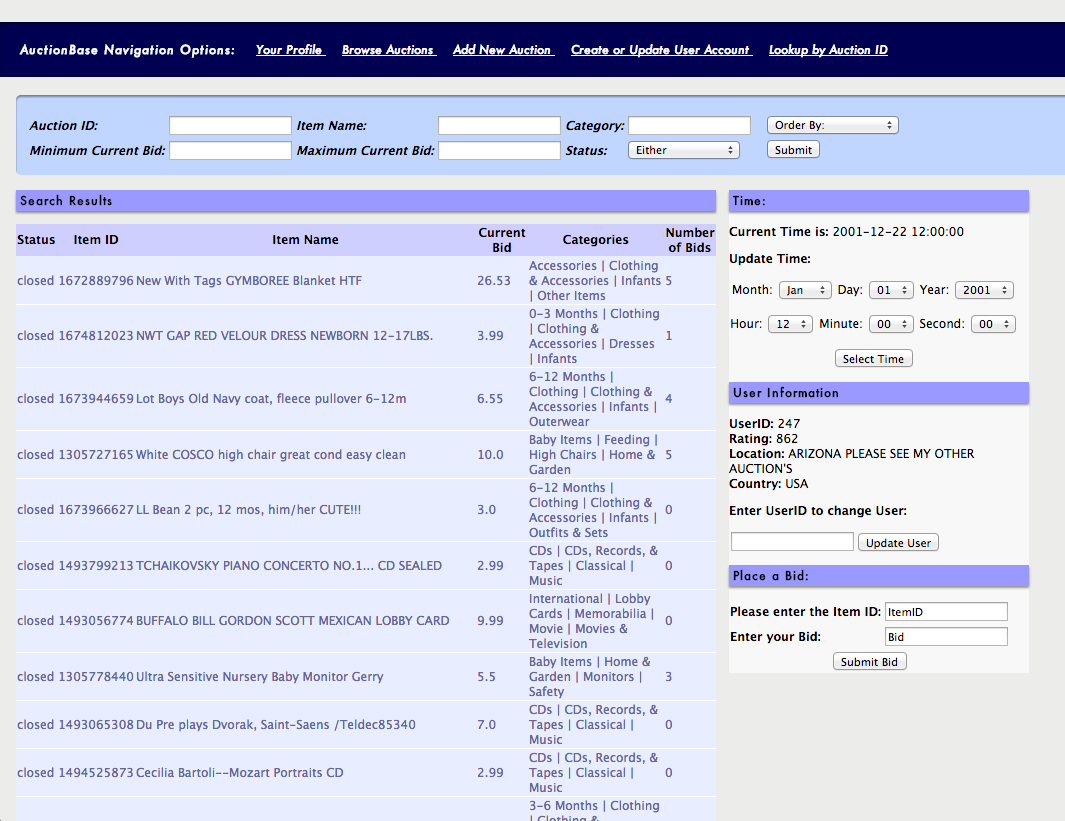 AuctionBase Navigation Options: Your Profile Browse Auctions Add New Auction Create or Update User Account Lookup by Auction ID
Auction ID: Item Name: Category: Order By:
Minimum Current Bid: Maximum Current Bid: Status: Either Submit
Search Results
Status Item ID Item Name Current Bid Categories Number of Bids
closed 1672889796 New With Tags GYMBOREE Blanket HTF 26.53 Accessories | Clothing & Accessories | Infants | Other Items 5
closed 1674812023 NWT GAP RED VELOUR DRESS NEWBORN 12-17LBS. 3.99 0-3 Months | Clothing | Clothing & Accessories | Dresses | Infants 1
closed 1673944659 Lot Boys Old Navy coat, fleece pullover 6-12m 6.55 6-12 Months | Clothing | Clothing & Accessories | Infants | Outerwear 4
closed 1305727165 White COSCO high chair great cond easy clean 10.0 Baby Items | Feeding | High Chairs | Home & Garden 5
closed 1673966627 LL Bean 2 pc, 12 mos, him/her CUTE!!! 3.0 6-12 Months | Clothing | Clothing & Accessories | Infants | Outfits & Sets 0
closed 1493799213 TCHAIKOVSKY PIANO CONCERTO NO.1... CD SEALED 2.99 CDs | CDs, Records, & Tapes | Classical | Music 0
closed 1493056774 BUFFALO BILL GORDON SCOTT MEXICAN LOBBY CARD 9.99 International | Lobby Cards | Memorabilia | Movie | Movies & Television 0
closed 1305778440 Ultra Sensitive Nursery Baby Monitor Gerry 5.5 Baby Items | Home & Garden | Monitors | Safety 3
closed 1493065308 Du Pre plays Dvorak, Saint-Saens /Teldec85340 7.0 CDs | CDs, Records, & Tapes | Classical | Music 0
closed 1494525873 Cecilia Bartoli--Mozart Portraits CD 2.99 CDs | CDs, Records, & Tapes | Classical | Music 0
3-6 Months | Clothing | Clothing &
Time:
Current Time is: 2001-12-22 12:00:00
Update Time:
Month: Jan Day: 01 Year: 2001
Hour: 12 Minute: 00 Second: 00
Select Time
User Information
UserID: 247
Rating: 862
Location: ARIZONA PLEASE SEE MY OTHER
AUCTION'S
Country: USA
Enter UserID to change User:
Update User
Place a Bid:
Please enter the Item ID: ItemID
Enter your Bid: Bid
Submit Bid